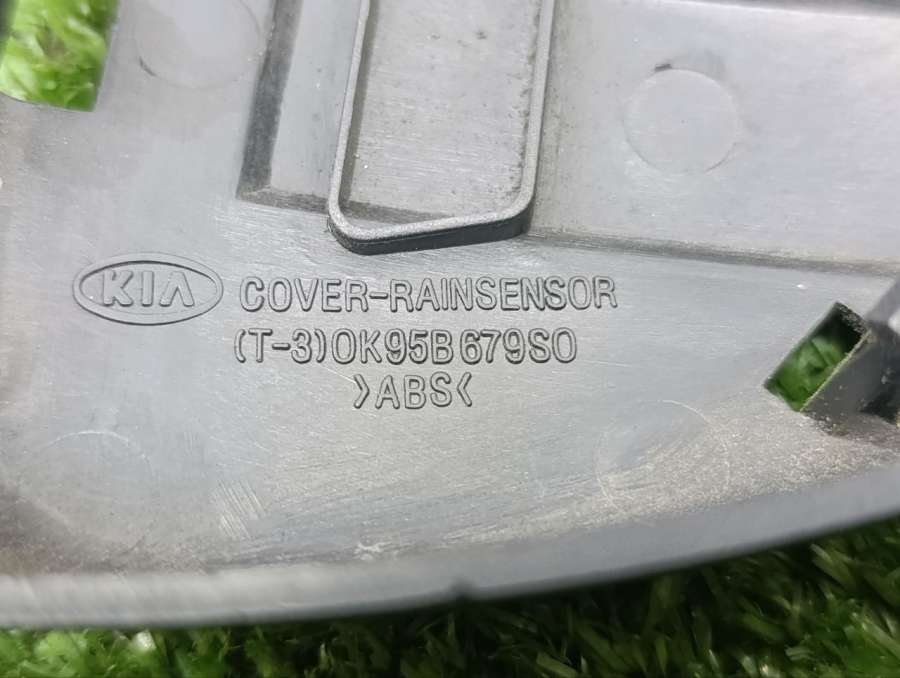 KIA COVER-RAINSENSOR
(T-3)0K95B679S0
>ABS<